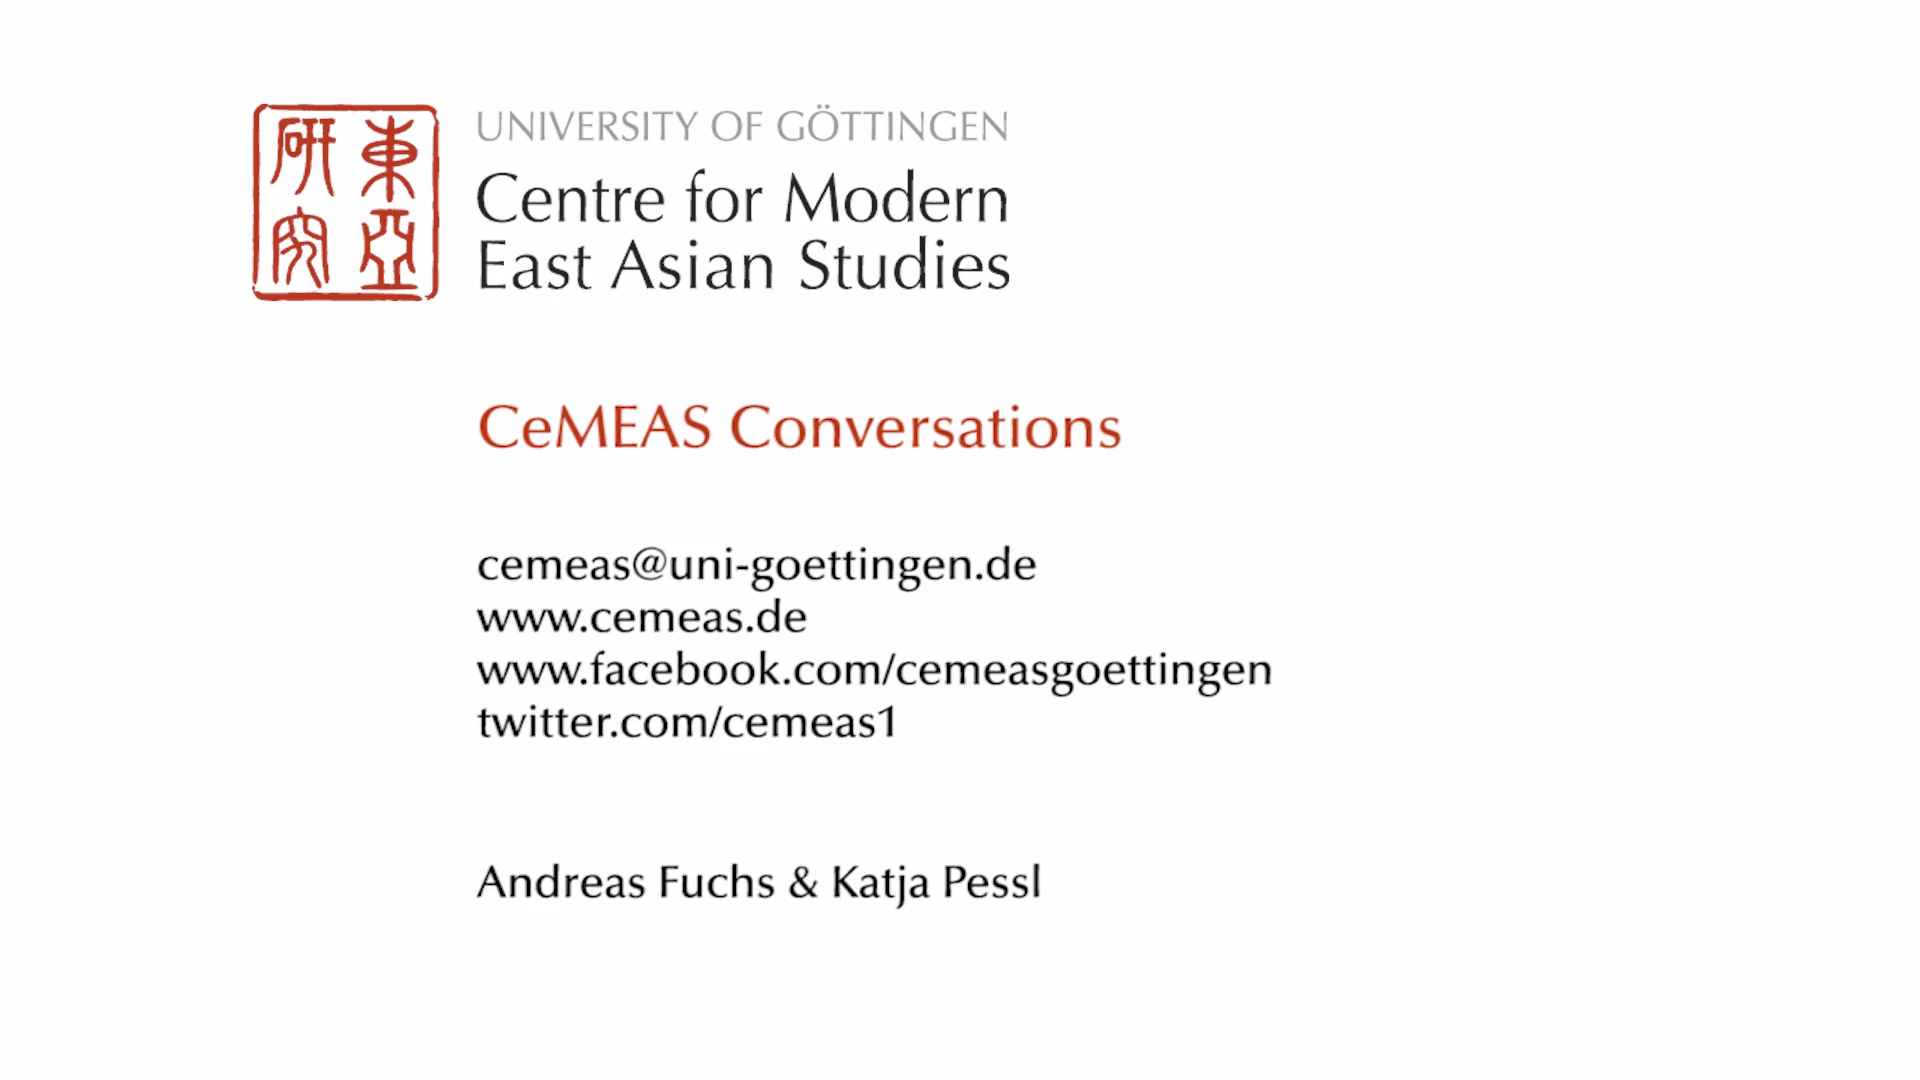 東亞
研究
UNIVERSITY OF GÖTTINGEN
Centre for Modern
East Asian Studies
CeMEAS Conversations
cemeas@uni-goettingen.de
www.cemeas.de
www.facebook.com/cemeasgoettingen
twitter.com/cemeas1
Andreas Fuchs & Katja Pessl